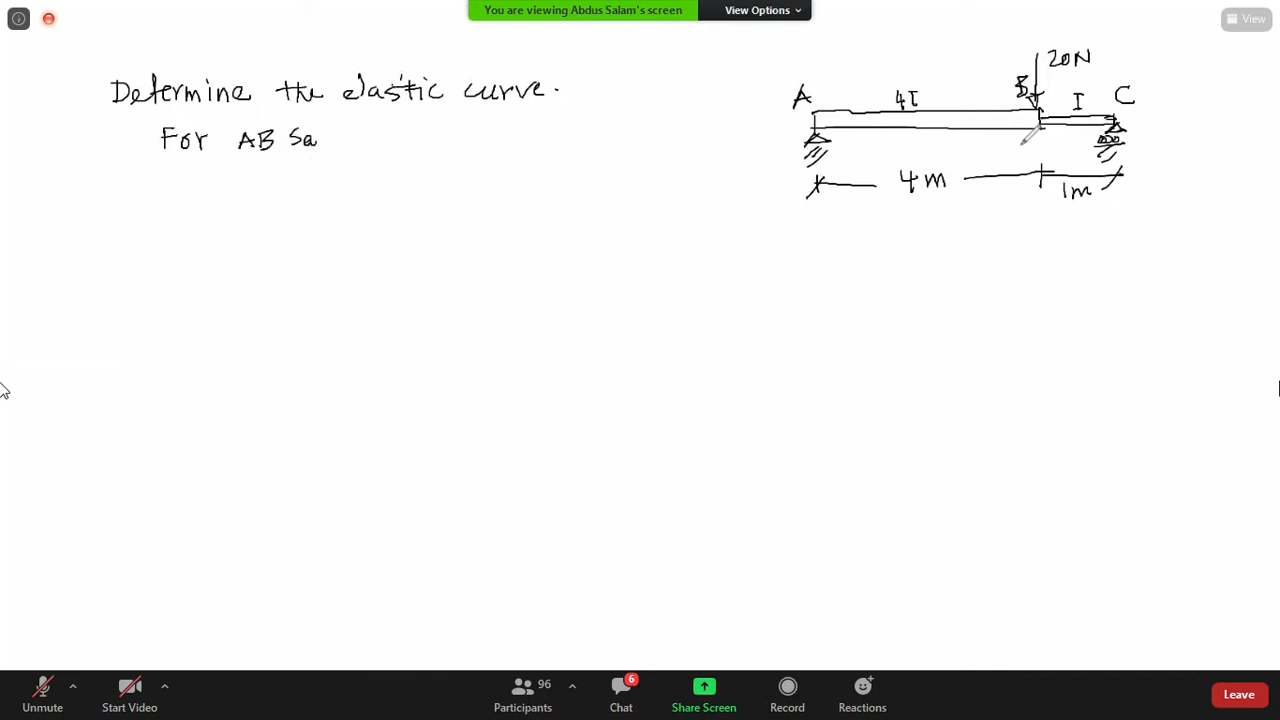 You are viewing Abdus Salam's screen
View Options
View
Determine the elastic curve.
For AB Sa
20N
A
4I
B
I
C
4m
1m
Unmute
Start Video
96
Participants
6
Chat
Share Screen
Record
Reactions
Leave